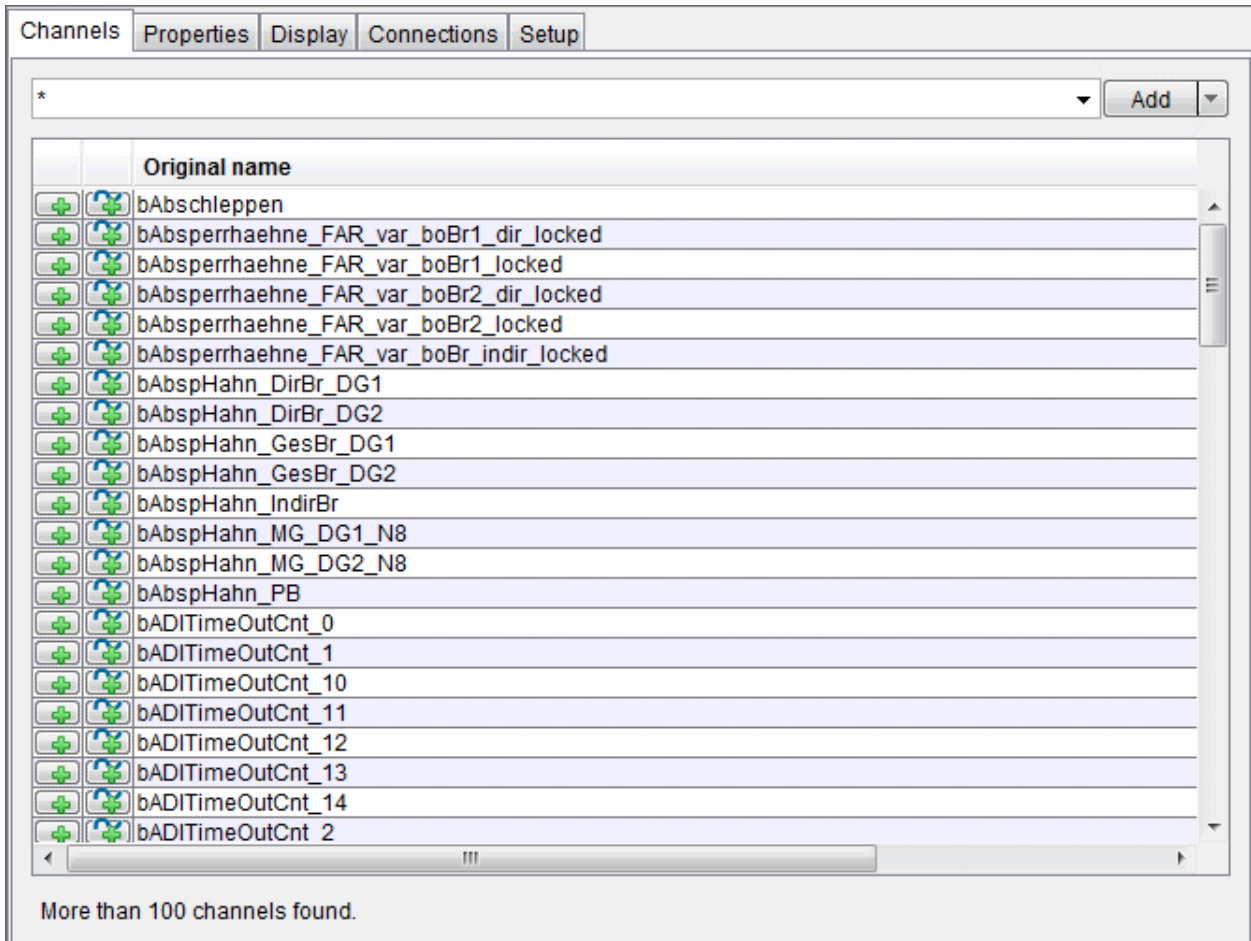 Channels Properties Display Connections Setup
* Add
Original name
bAbschleppen
bAbsperrhaehne_FAR_var_boBr1_dir_locked
bAbsperrhaehne_FAR_var_boBr1_locked
bAbsperrhaehne_FAR_var_boBr2_dir_locked
bAbsperrhaehne_FAR_var_boBr2_locked
bAbsperrhaehne_FAR_var_boBr_indir_locked
bAbspHahn_DirBr_DG1
bAbspHahn_DirBr_DG2
bAbspHahn_GesBr_DG1
bAbspHahn_GesBr_DG2
bAbspHahn_IndirBr
bAbspHahn_MG_DG1_N8
bAbspHahn_MG_DG2_N8
bAbspHahn_PB
bADITimeOutCnt_0
bADITimeOutCnt_1
bADITimeOutCnt_10
bADITimeOutCnt_11
bADITimeOutCnt_12
bADITimeOutCnt_13
bADITimeOutCnt_14
bADITimeOutCnt_2
More than 100 channels found.